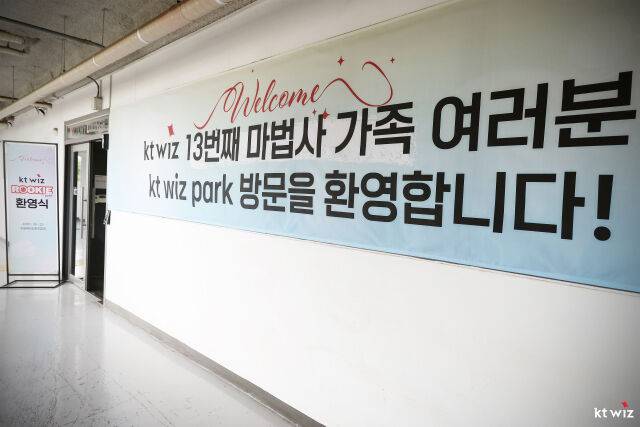 Welcome
kt wiz 13번째 마법사 가족 여러분
kt wiz park 방문을 환영합니다!
kt wiz
ROOKIE
환영식
kt wiz